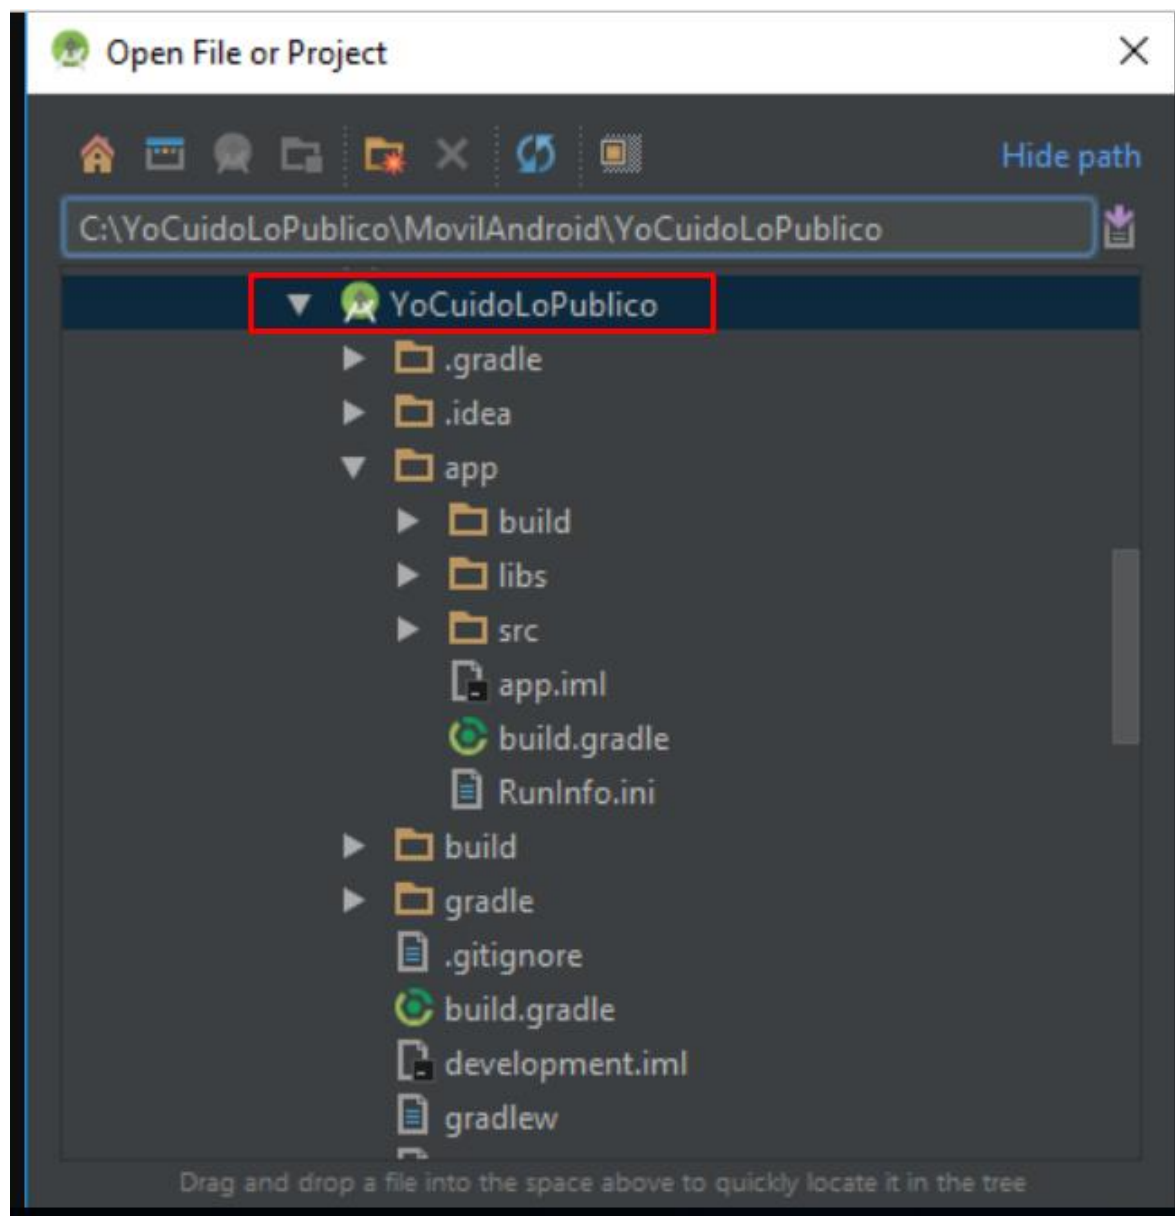 Open File or Project
Hide path
C:\YoCuidoLoPublico\MovilAndroid\YoCuidoLoPublico
YoCuidoLoPublico
.gradle
.idea
app
build
libs
src
app.iml
build.gradle
RunInfo.ini
build
gradle
.gitignore
build.gradle
development.iml
gradlew
Drag and drop a file into the space above to quickly locate it in the tree